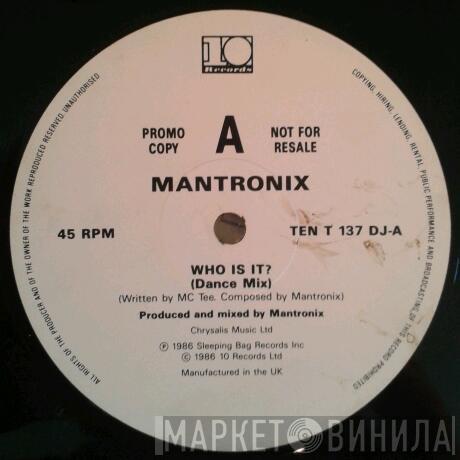 10
Records
PROMO COPY
A
NOT FOR RESALE
MANTRONIX
45 RPM
TEN T 137 DJ-A
WHO IS IT?
(Dance Mix)
(Written by MC Tee. Composed by Mantronix)
Produced and mixed by Mantronix
Chrysalis Music Ltd
℗ 1986 Sleeping Bag Records Inc
© 1986 10 Records Ltd
Manufactured in the UK
ALL RIGHTS OF THE PRODUCER AND OF THE OWNER OF THE WORK REPRODUCED RESERVED. UNAUTHORISED
COPYING, HIRING, LENDING, RENTAL, PUBLIC PERFORMANCE AND BROADCASTING OF THIS RECORD PROHIBITED
МАРКЕТ ВИНИЛА